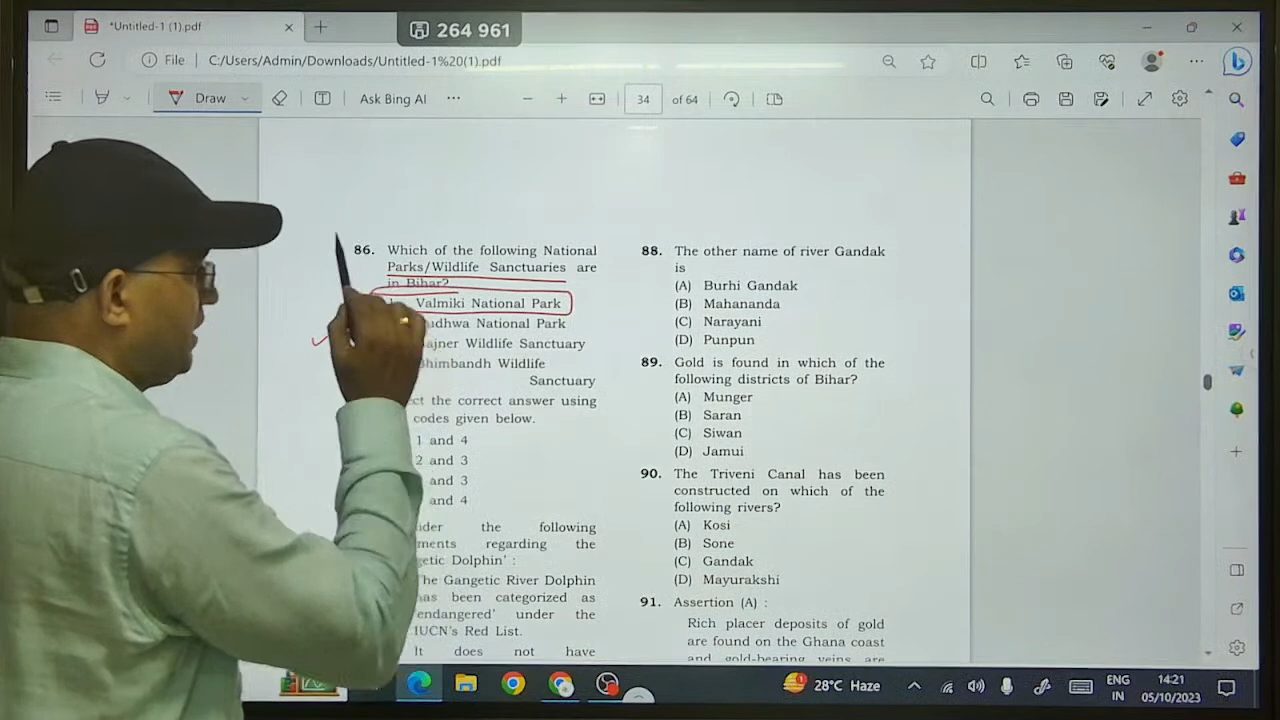 *Untitled-1 (1).pdf
264 961
File
C:/Users/Admin/Downloads/Untitled-1%20(1).pdf
Draw
Ask Bing AI
34
of 64
86. Which of the following National
Parks/Wildlife Sanctuaries are
in Bihar?
Valmiki National Park
National Park
Wildlife Sanctuary
Bhimbandh Wildlife
Sanctuary
the correct answer using
codes given below.
1 and 4
2 and 3
and 3
and 4
the following
regarding the
Dolphin' :
The Gangetic River Dolphin
has been categorized as
'endangered' under the
IUCN's Red List.
It does not have
88. The other name of river Gandak
is
(A) Burhi Gandak
(B) Mahananda
(C) Narayani
(D) Punpun
89. Gold is found in which of the
following districts of Bihar?
(A) Munger
(B) Saran
(C) Siwan
(D) Jamui
90. The Triveni Canal has been
constructed on which of the
following rivers?
(A) Kosi
(B) Sone
(C) Gandak
(D) Mayurakshi
91. Assertion (A) :
Rich placer deposits of gold
are found on the Ghana coast
and gold-bearing veins are
28°C Haze
ENG
IN
14:21
05/10/2023